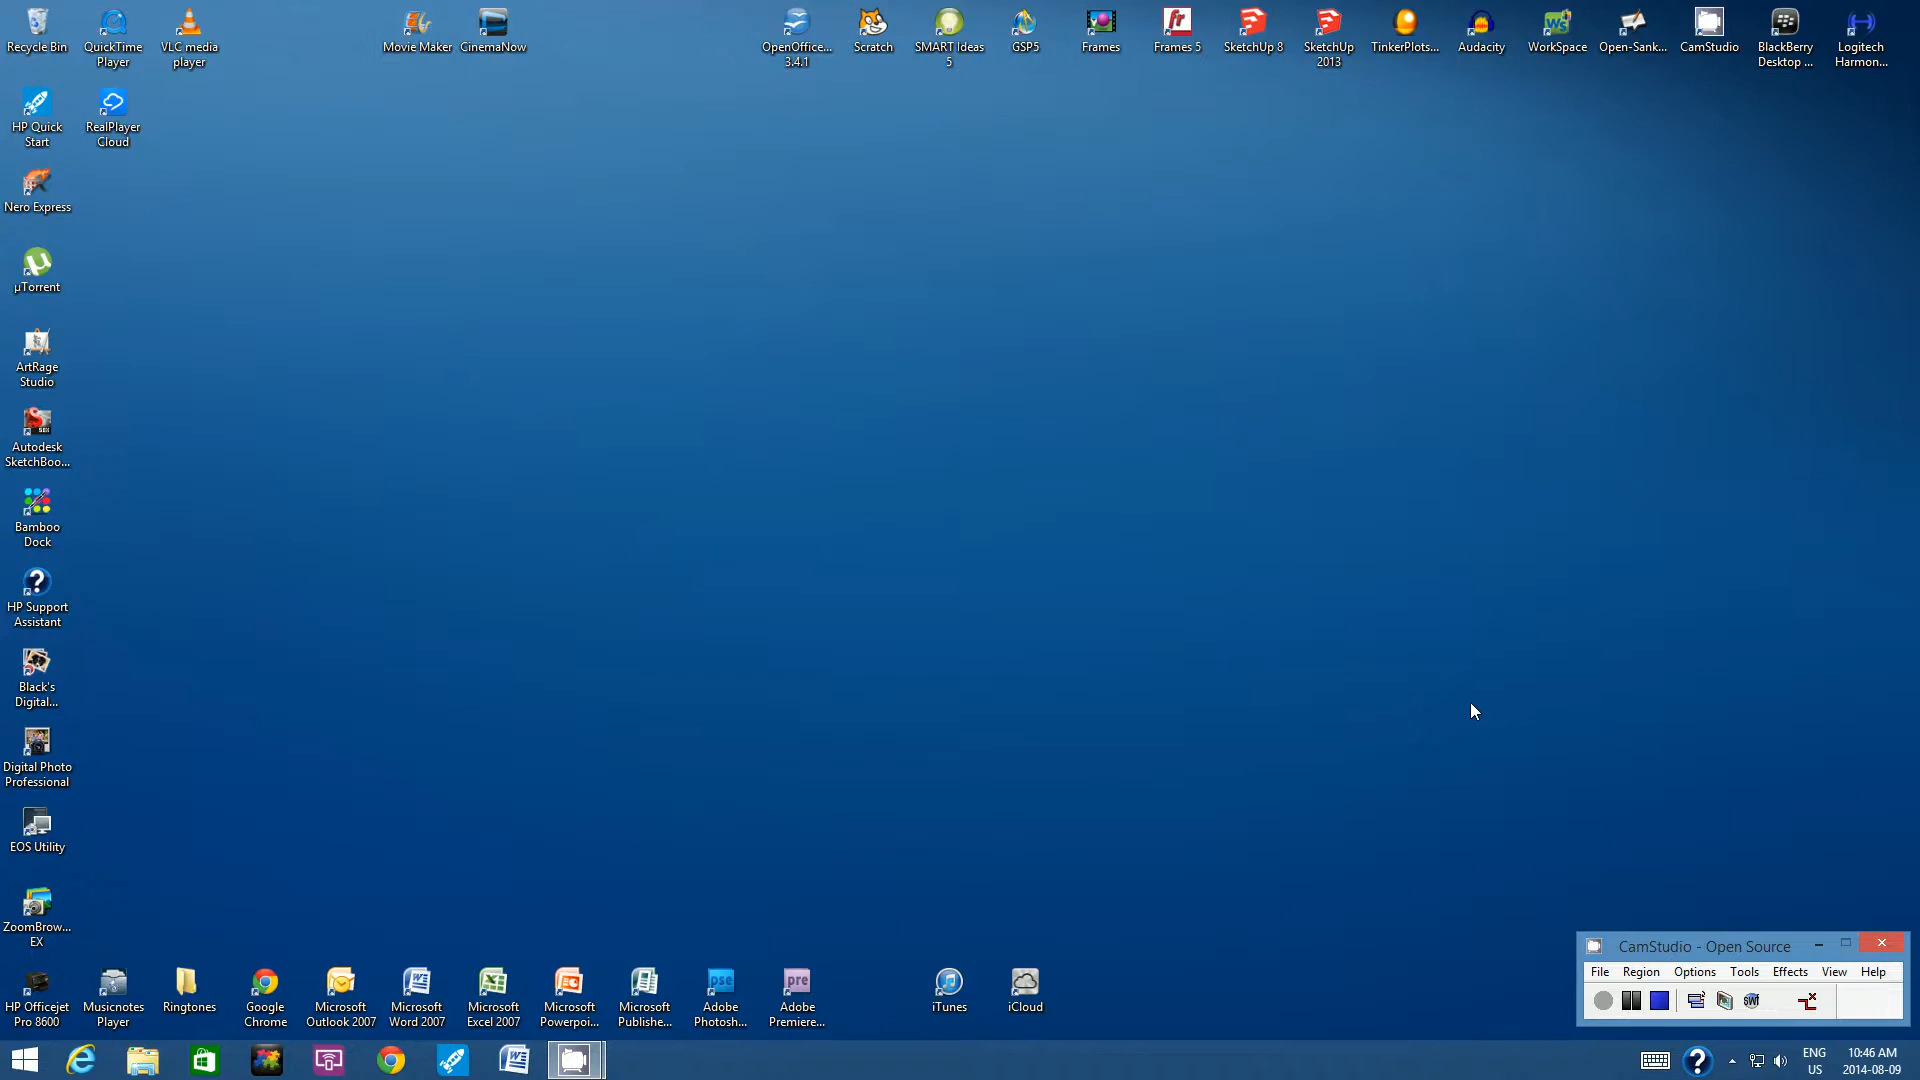 Recycle Bin
QuickTime
Player
VLC media
player
Movie Maker
CinemaNow
OpenOffice...
3.4.1
Scratch
SMART Ideas
5
GSP5
Frames
Frames 5
SketchUp 8
SketchUp
2013
TinkerPlots...
Audacity
WorkSpace
Open-Sank...
CamStudio
BlackBerry
Desktop ...
Logitech
Harmon...
HP Quick
Start
RealPlayer
Cloud
Nero Express
µTorrent
ArtRage
Studio
Autodesk
SketchBoo...
Bamboo
Dock
HP Support
Assistant
Black's
Digital...
Digital Photo
Professional
EOS Utility
ZoomBrow...
EX
CamStudio - Open Source
File Region Options Tools Effects View Help
HP Officejet
Pro 8600
Musicnotes
Player
Ringtones
Google
Chrome
Microsoft
Outlook 2007
Microsoft
Word 2007
Microsoft
Excel 2007
Microsoft
Powerpoi...
Microsoft
Publishe...
Adobe
Photosh...
Adobe
Premiere...
iTunes
iCloud
ENG
US
10:46 AM
2014-08-09